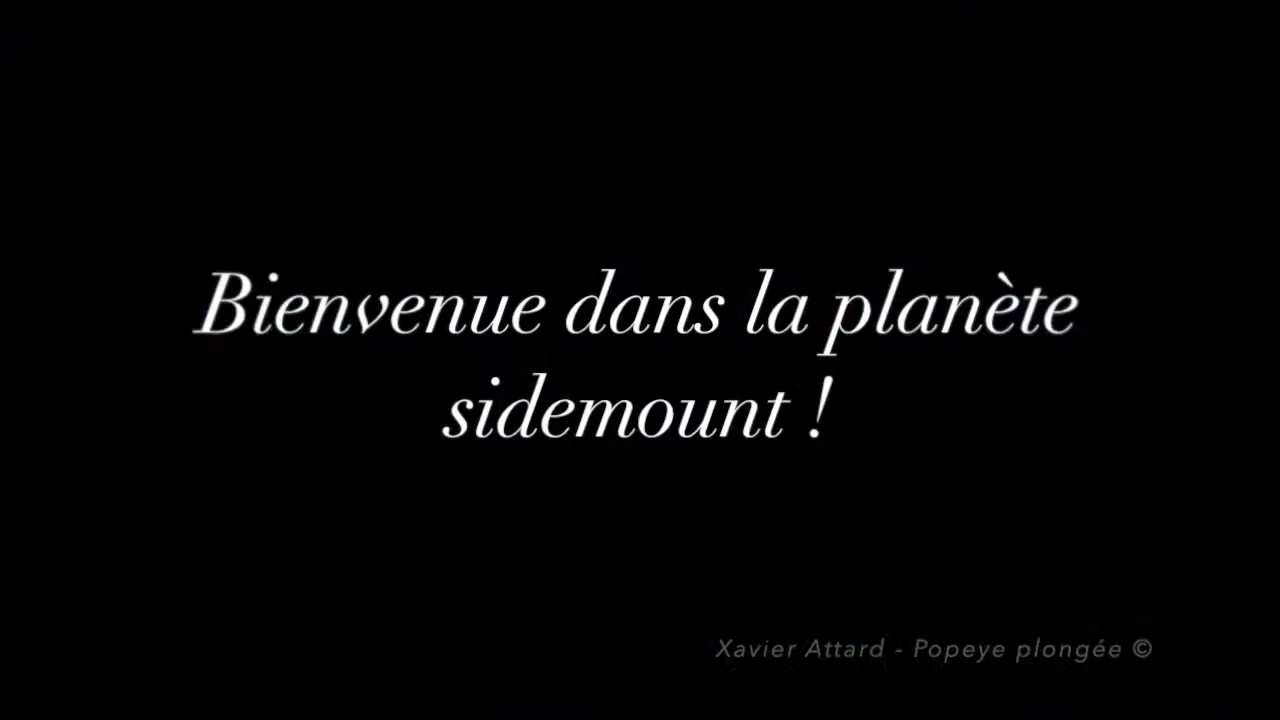 Bienvenue dans la planète
sidemount !
Xavier Attard - Popeye plongée ©